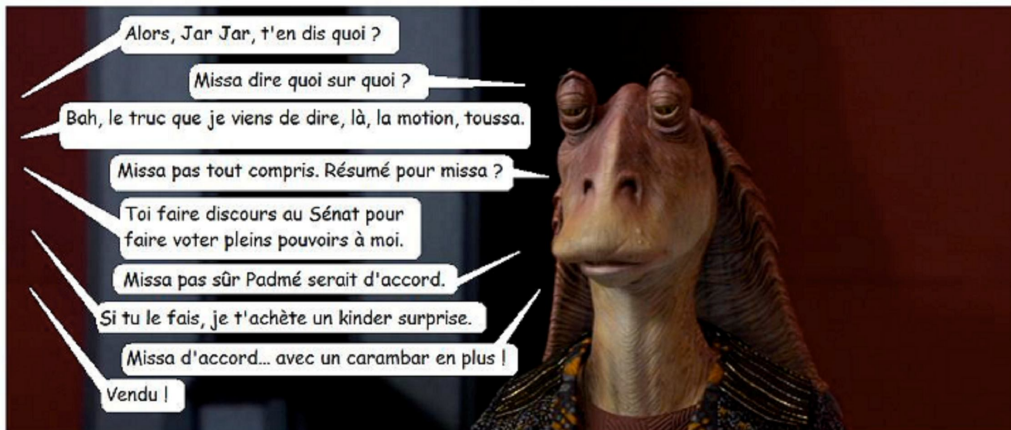 Alors, Jar Jar, t'en dis quoi ?
Missa dire quoi sur quoi ?
Bah, le truc que je viens de dire, là, la motion, toussa.
Missa pas tout compris. Résumé pour missa ?
Toi faire discours au Sénat pour
faire voter pleins pouvoirs à moi.
Missa pas sûr Padmé serait d'accord.
Si tu le fais, je t'achète un kinder surprise.
Missa d'accord... avec un carambar en plus !
Vendu !